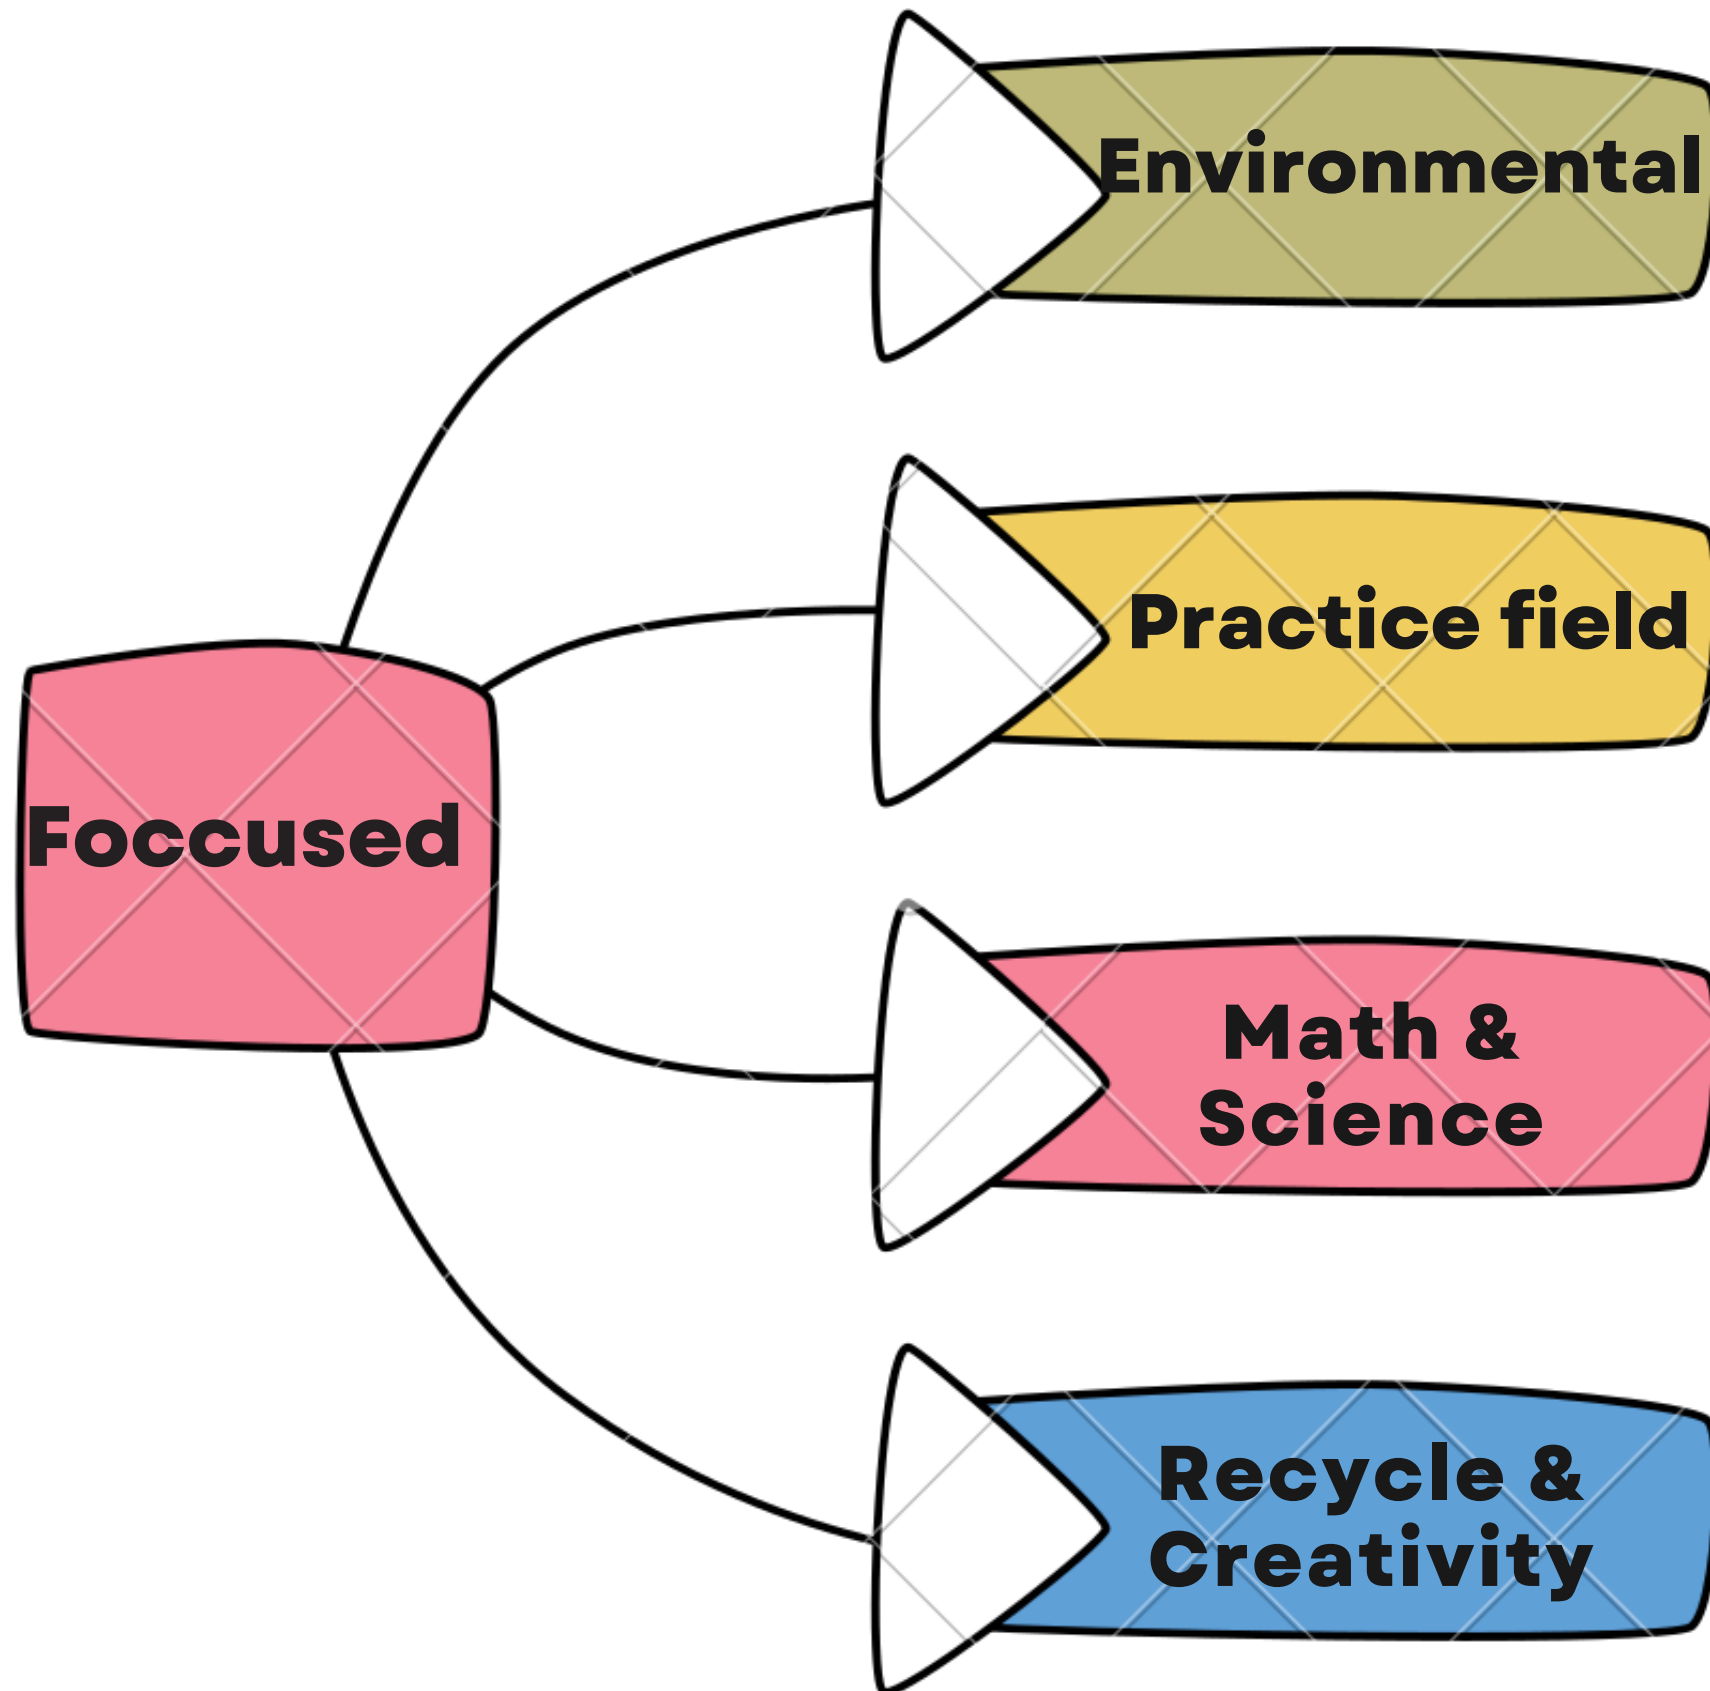 Environmental
Practice field
Foccused
Math &
Science
Recycle &
Creativity